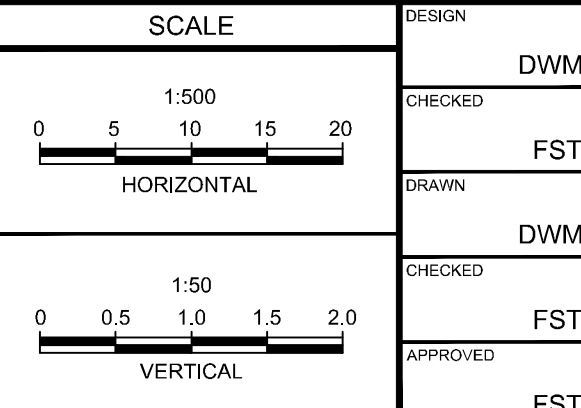 SCALE
1:500
0 5 10 15 20
HORIZONTAL
1:50
0 0.5 1.0 1.5 2.0
VERTICAL
DESIGN
DWM
CHECKED
FST
DRAWN
DWM
CHECKED
FST
APPROVED
FST